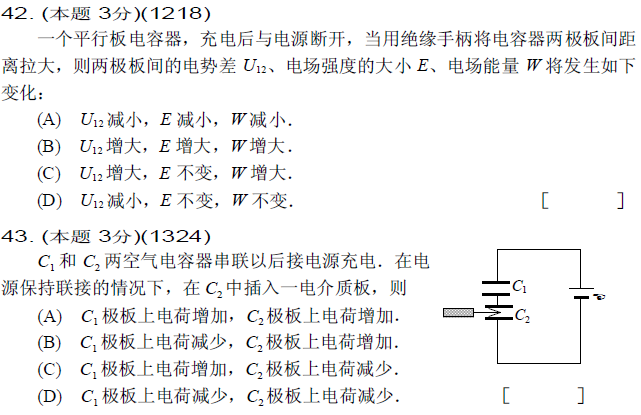 42. (本题 3分)(1218)
一个平行板电容器，充电后与电源断开，当用绝缘手柄将电容器两极板间距
离拉大，则两极板间的电势差 U12、电场强度的大小 E、电场能量 W 将发生如下
变化：
(A) U12 减小，E 减小，W 减小．
(B) U12 增大，E 增大，W 增大．
(C) U12 增大，E 不变，W 增大．
(D) U12 减小，E 不变，W 不变． [ ]
43. (本题 3分)(1324)
C1 和 C2 两空气电容器串联以后接电源充电．在电
源保持联接的情况下，在 C2 中插入一电介质板，则
(A) C1 极板上电荷增加，C2 极板上电荷增加．
(B) C1 极板上电荷减少，C2 极板上电荷增加．
(C) C1 极板上电荷增加，C2 极板上电荷减少．
(D) C1 极板上电荷减少，C2 极板上电荷减少． [ ]
C1
C2